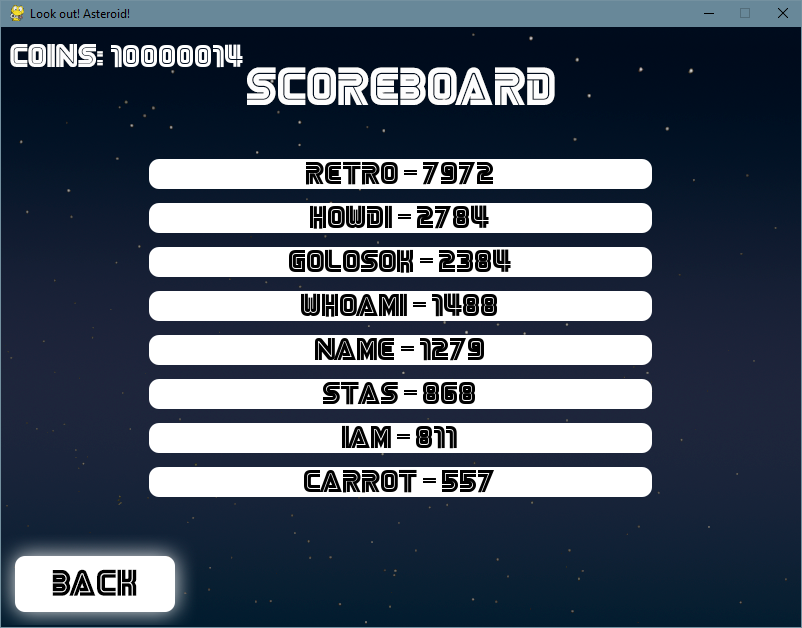 Look out! Asteroid!
COINS: 10000014
SCOREBOARD
RETRO - 7972
HOWDI - 2784
GOLOSOK - 2384
WHOAMI - 1488
NAME - 1279
STAS - 868
IAM - 811
CARROT - 557
BACK